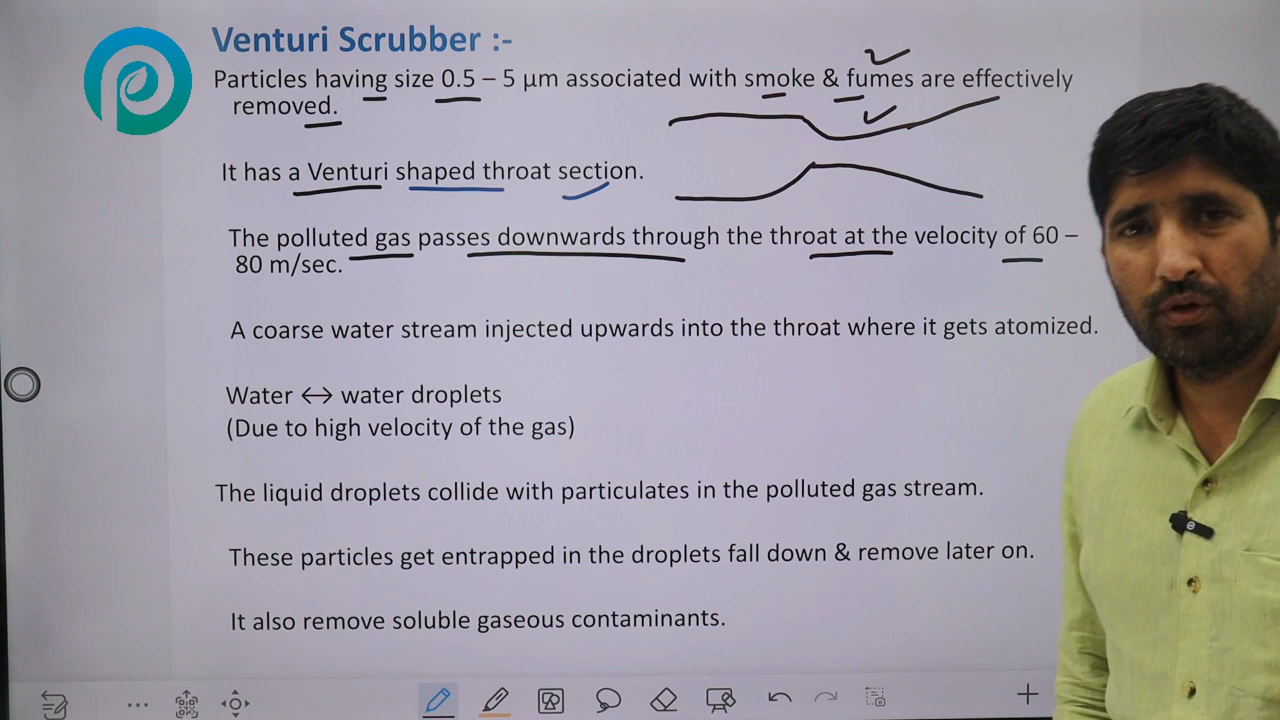 Venturi Scrubber :-
Particles having size 0.5 – 5 µm associated with smoke & fumes are effectively
removed.
It has a Venturi shaped throat section.
The polluted gas passes downwards through the throat at the velocity of 60 –
80 m/sec.
A coarse water stream injected upwards into the throat where it gets atomized.
Water ↔ water droplets
(Due to high velocity of the gas)
The liquid droplets collide with particulates in the polluted gas stream.
These particles get entrapped in the droplets fall down & remove later on.
It also remove soluble gaseous contaminants.